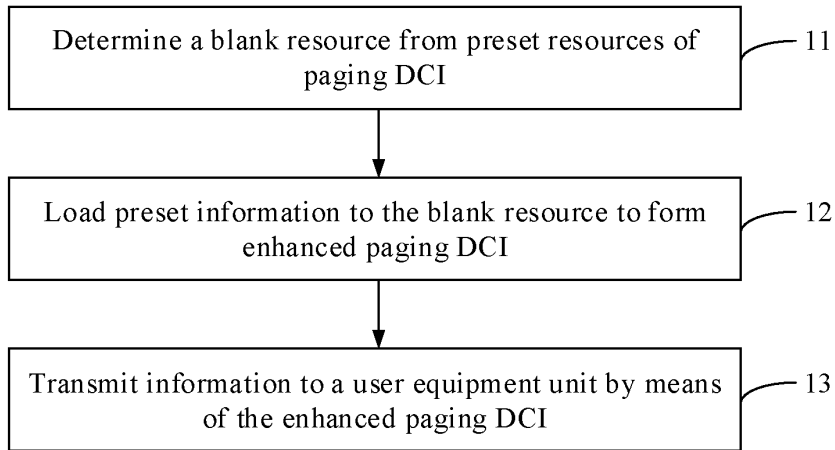 Determine a blank resource from preset resources of
paging DCI
11
Load preset information to the blank resource to form
enhanced paging DCI
12
Transmit information to a user equipment unit by means
of the enhanced paging DCI
13